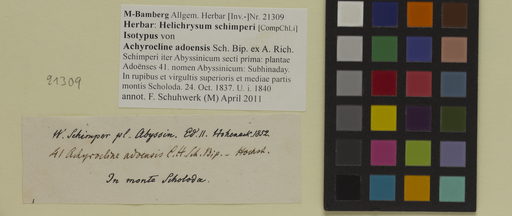 M-Bamberg Allgem. Herbar [Inv.-]Nr. 21309
Herbar: Helichrysum schimperi [CompChl.i]
Isotypus von
Achyrocline adoensis Sch. Bip. ex A. Rich.
Schimperi iter Abyssinicum secti prima: plantae
Adoënses 41. nomen Abyssinicum: Subhinaday.
In rupibus et virgultis superioris et mediae partis
montis Scholoda. 24. Oct. 1837. U. i. 1840
annot. F. Schuhwerk (M) April 2011
21309
W. Schimper pl. Abyssin. Ed. II. Hohenack. 1852.
41 Achyrocline adoensis C.H. Sch. Bip. - Hochst.
In monte Scholoda.